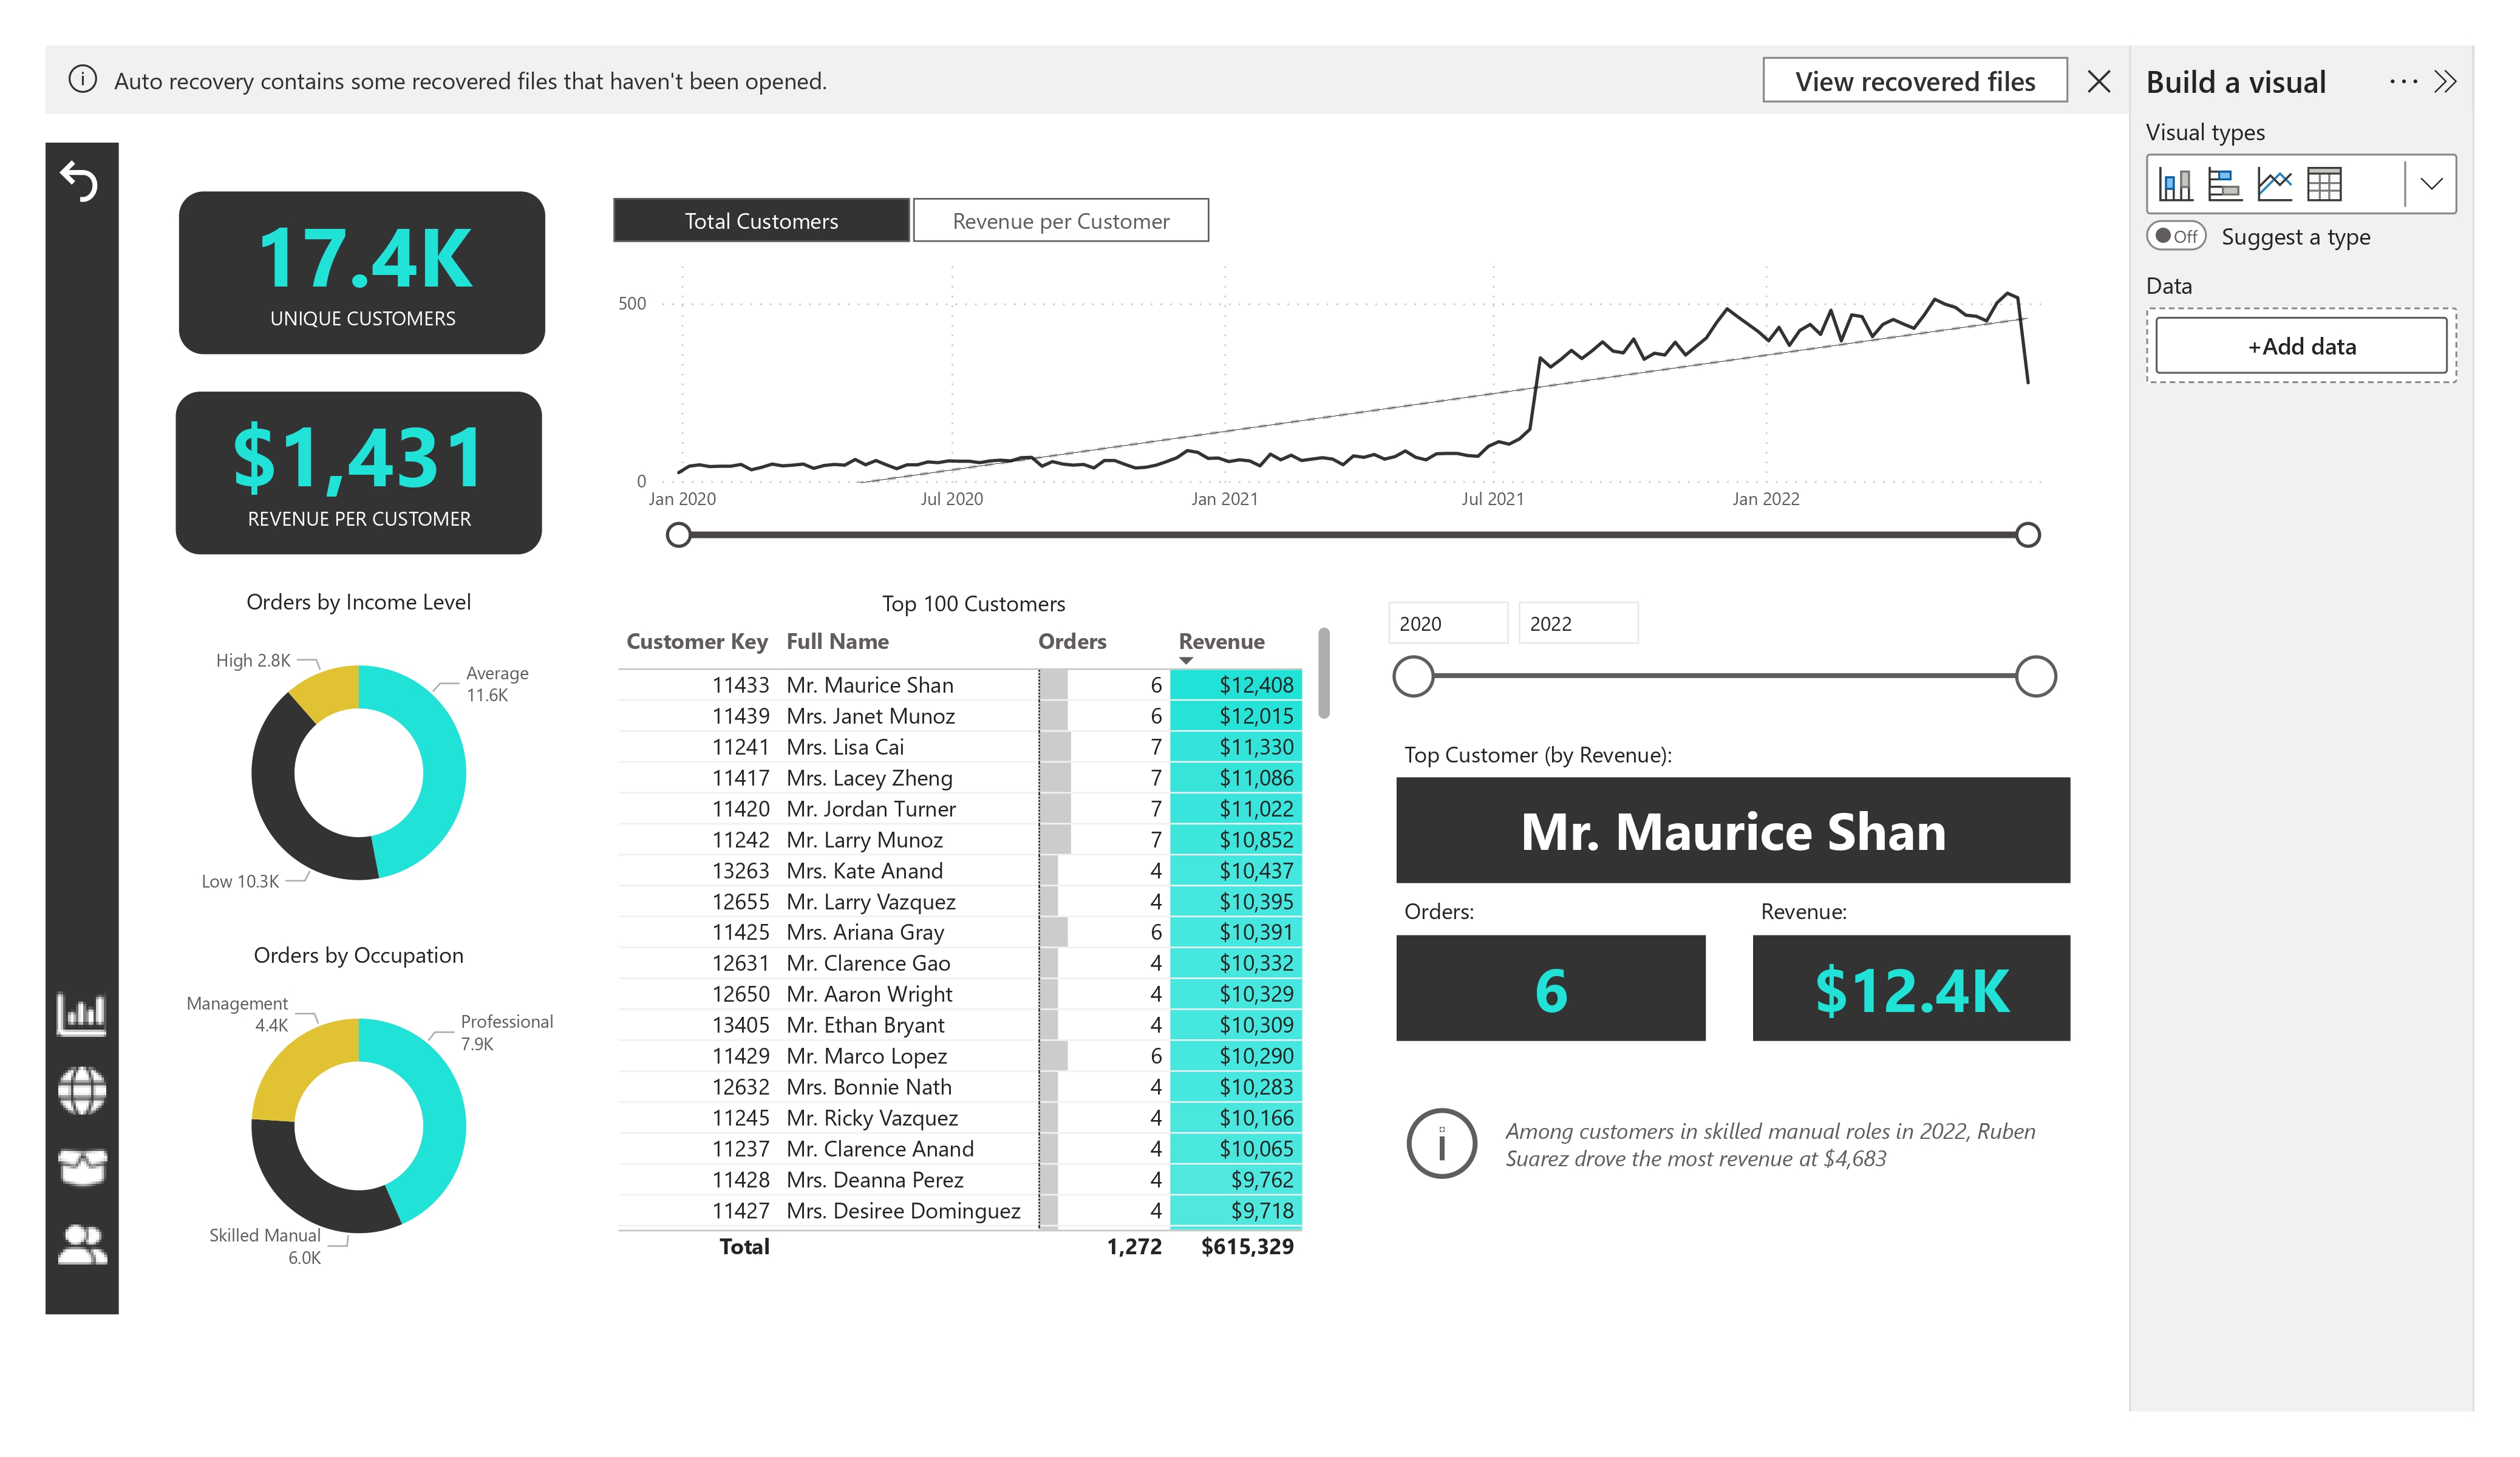 Auto recovery contains some recovered files that haven't been opened.
View recovered files
Build a visual
Visual types
Off
Suggest a type
Data
+Add data
17.4K
UNIQUE CUSTOMERS
$1,431
REVENUE PER CUSTOMER
Total Customers
Revenue per Customer
500
0
Jan 2020
Jul 2020
Jan 2021
Jul 2021
Jan 2022
Orders by Income Level
High 2.8K
Average
11.6K
Low 10.3K
Orders by Occupation
Management
4.4K
Professional
7.9K
Skilled Manual
6.0K
Top 100 Customers
Customer Key Full Name Orders Revenue
11433 Mr. Maurice Shan 6 $12,408
11439 Mrs. Janet Munoz 6 $12,015
11241 Mrs. Lisa Cai 7 $11,330
11417 Mrs. Lacey Zheng 7 $11,086
11420 Mr. Jordan Turner 7 $11,022
11242 Mr. Larry Munoz 7 $10,852
13263 Mrs. Kate Anand 4 $10,437
12655 Mr. Larry Vazquez 4 $10,395
11425 Mrs. Ariana Gray 6 $10,391
12631 Mr. Clarence Gao 4 $10,332
12650 Mr. Aaron Wright 4 $10,329
13405 Mr. Ethan Bryant 4 $10,309
11429 Mr. Marco Lopez 6 $10,290
12632 Mrs. Bonnie Nath 4 $10,283
11245 Mr. Ricky Vazquez 4 $10,166
11237 Mr. Clarence Anand 4 $10,065
11428 Mrs. Deanna Perez 4 $9,762
11427 Mrs. Desiree Dominguez 4 $9,718
Total 1,272 $615,329
2020
2022
Top Customer (by Revenue):
Mr. Maurice Shan
Orders:
Revenue:
6
$12.4K
Among customers in skilled manual roles in 2022, Ruben
Suarez drove the most revenue at $4,683